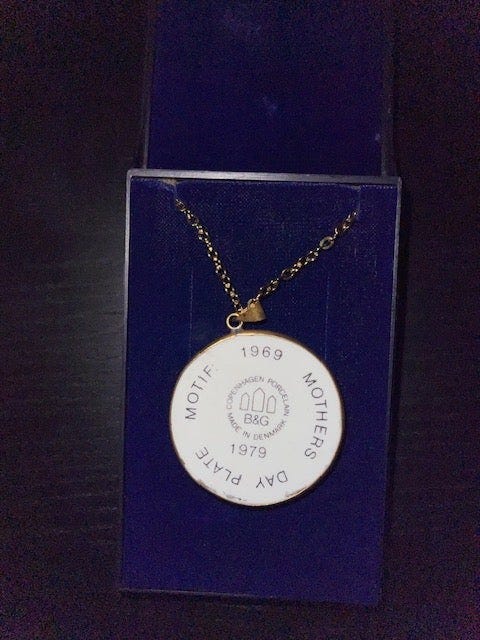 MOTIF 1969 MOTHERS DAY PLATE
COPENHAGEN PORCELAIN
B&G
MADE IN DENMARK
1979